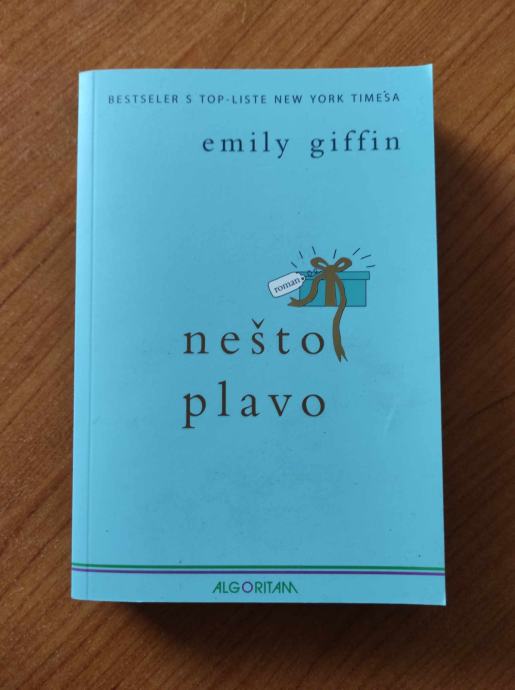 BESTSELER S TOP-LISTE NEW YORK TIMESA
emily giffin
roman
nešto
plavo
ALGORITAM